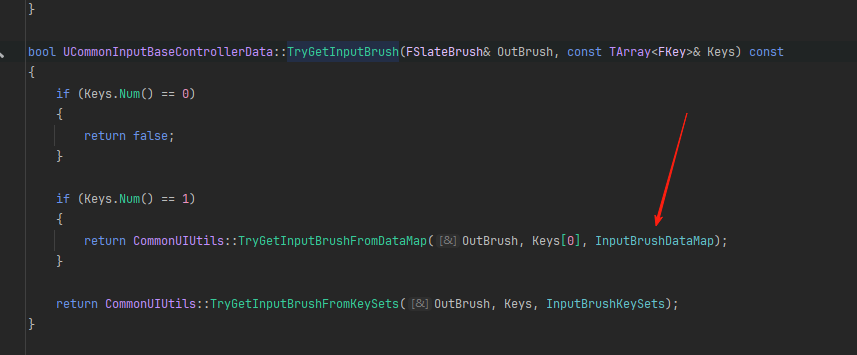 }
bool UCommonInputBaseControllerData::TryGetInputBrush(FSlateBrush& OutBrush, const TArray<FKey>& Keys) const
{
if (Keys.Num() == 0)
{
return false;
}
if (Keys.Num() == 1)
{
return CommonUIUtils::TryGetInputBrushFromDataMap([&]OutBrush, Keys[0], InputBrushDataMap);
}
return CommonUIUtils::TryGetInputBrushFromKeySets([&]OutBrush, Keys, InputBrushKeySets);
}